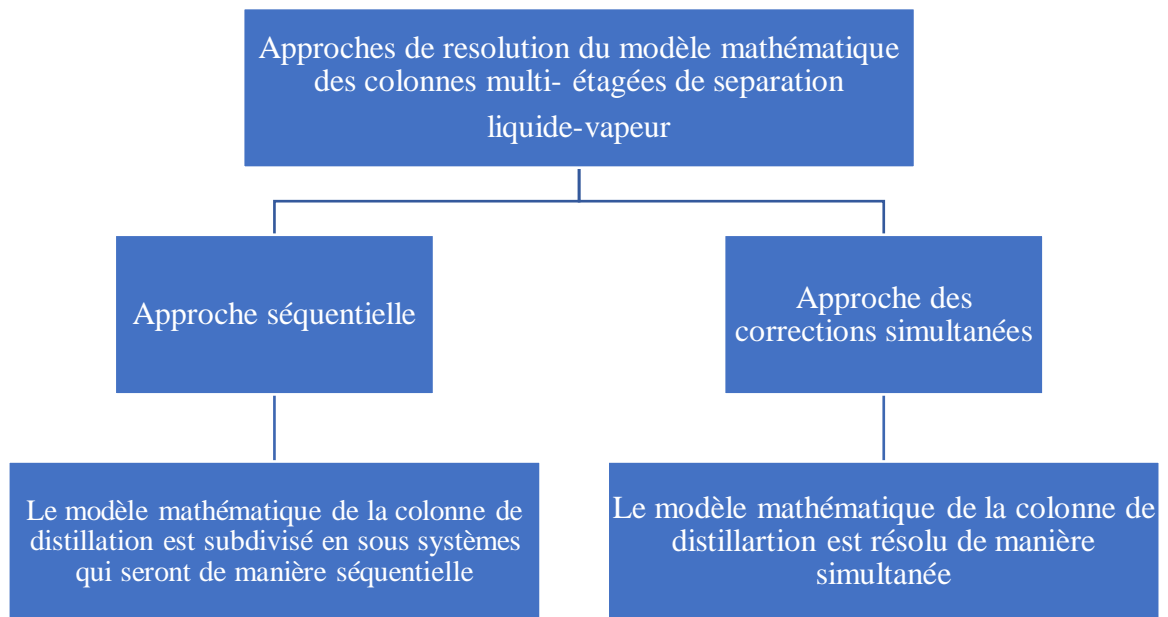 Approches de resolution du modèle mathématique
des colonnes multi- étagées de separation
liquide-vapeur
Approche séquentielle
Approche des
corrections simultanées
Le modèle mathématique de la colonne de
distillation est subdivisé en sous systèmes
qui seront de manière séquentielle
Le modèle mathématique de la colonne de
distillartion est résolu de manière
simultanée